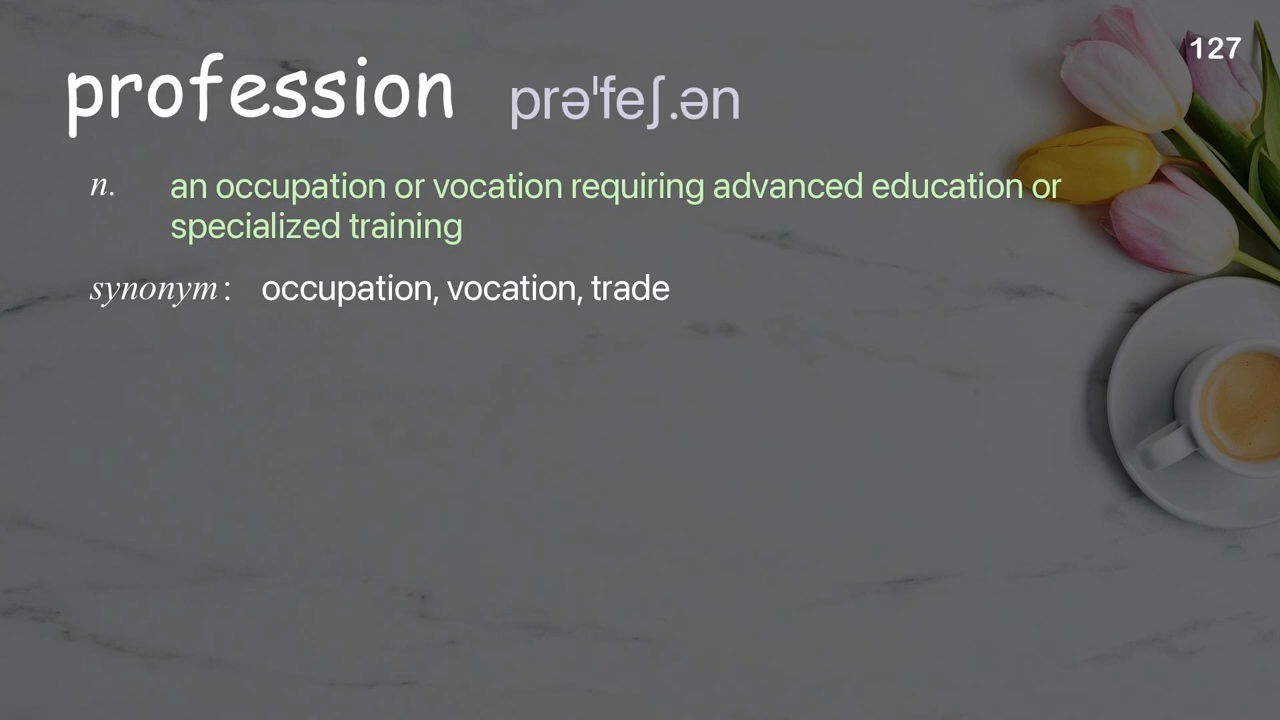 127
profession prəˈfeʃ.ən
n. an occupation or vocation requiring advanced education or
specialized training
synonym: occupation, vocation, trade